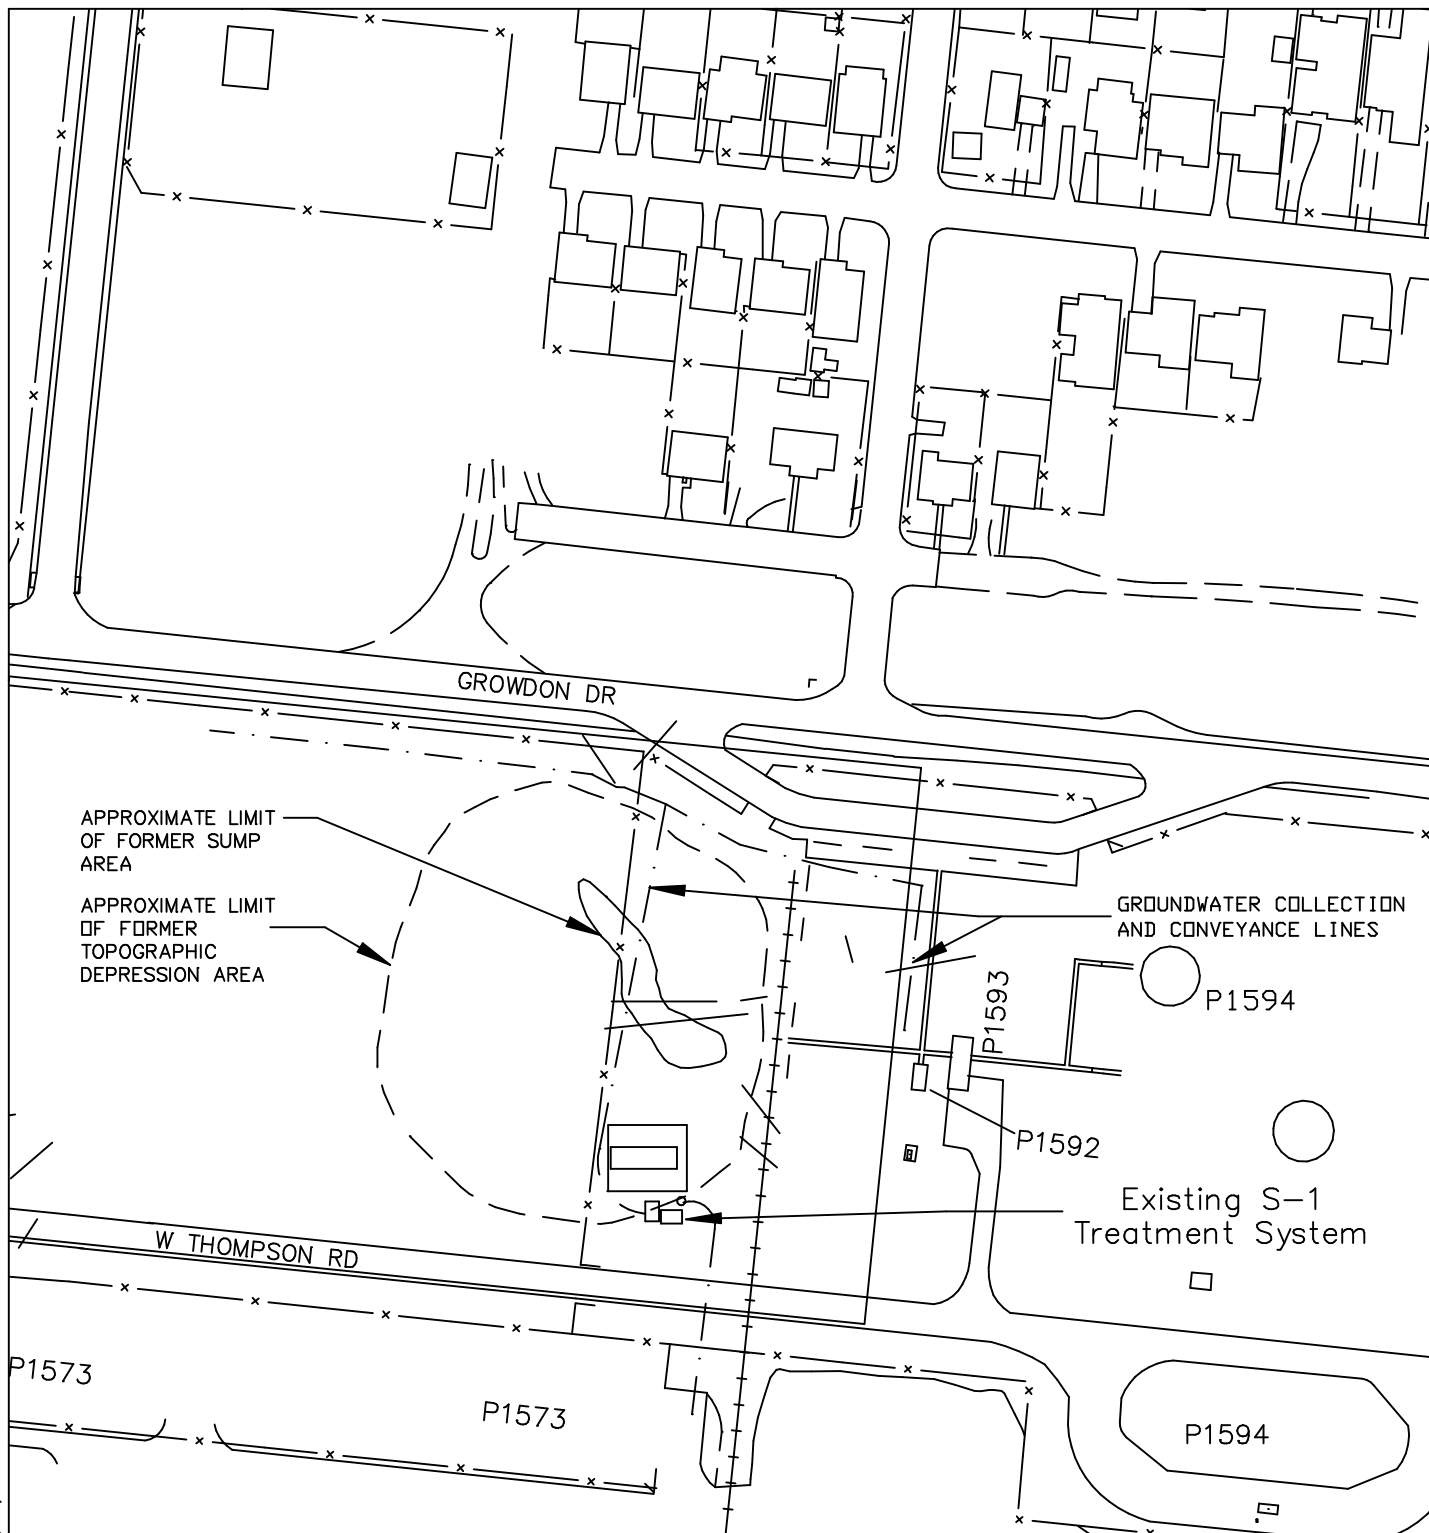 GROWDON DR
APPROXIMATE LIMIT
OF FORMER SUMP
AREA
APPROXIMATE LIMIT
OF FORMER
TOPOGRAPHIC
DEPRESSION AREA
GROUNDWATER COLLECTION
AND CONVEYANCE LINES
P1593
P1594
P1592
Existing S-1
Treatment System
W THOMPSON RD
P1573
P1573
P1594